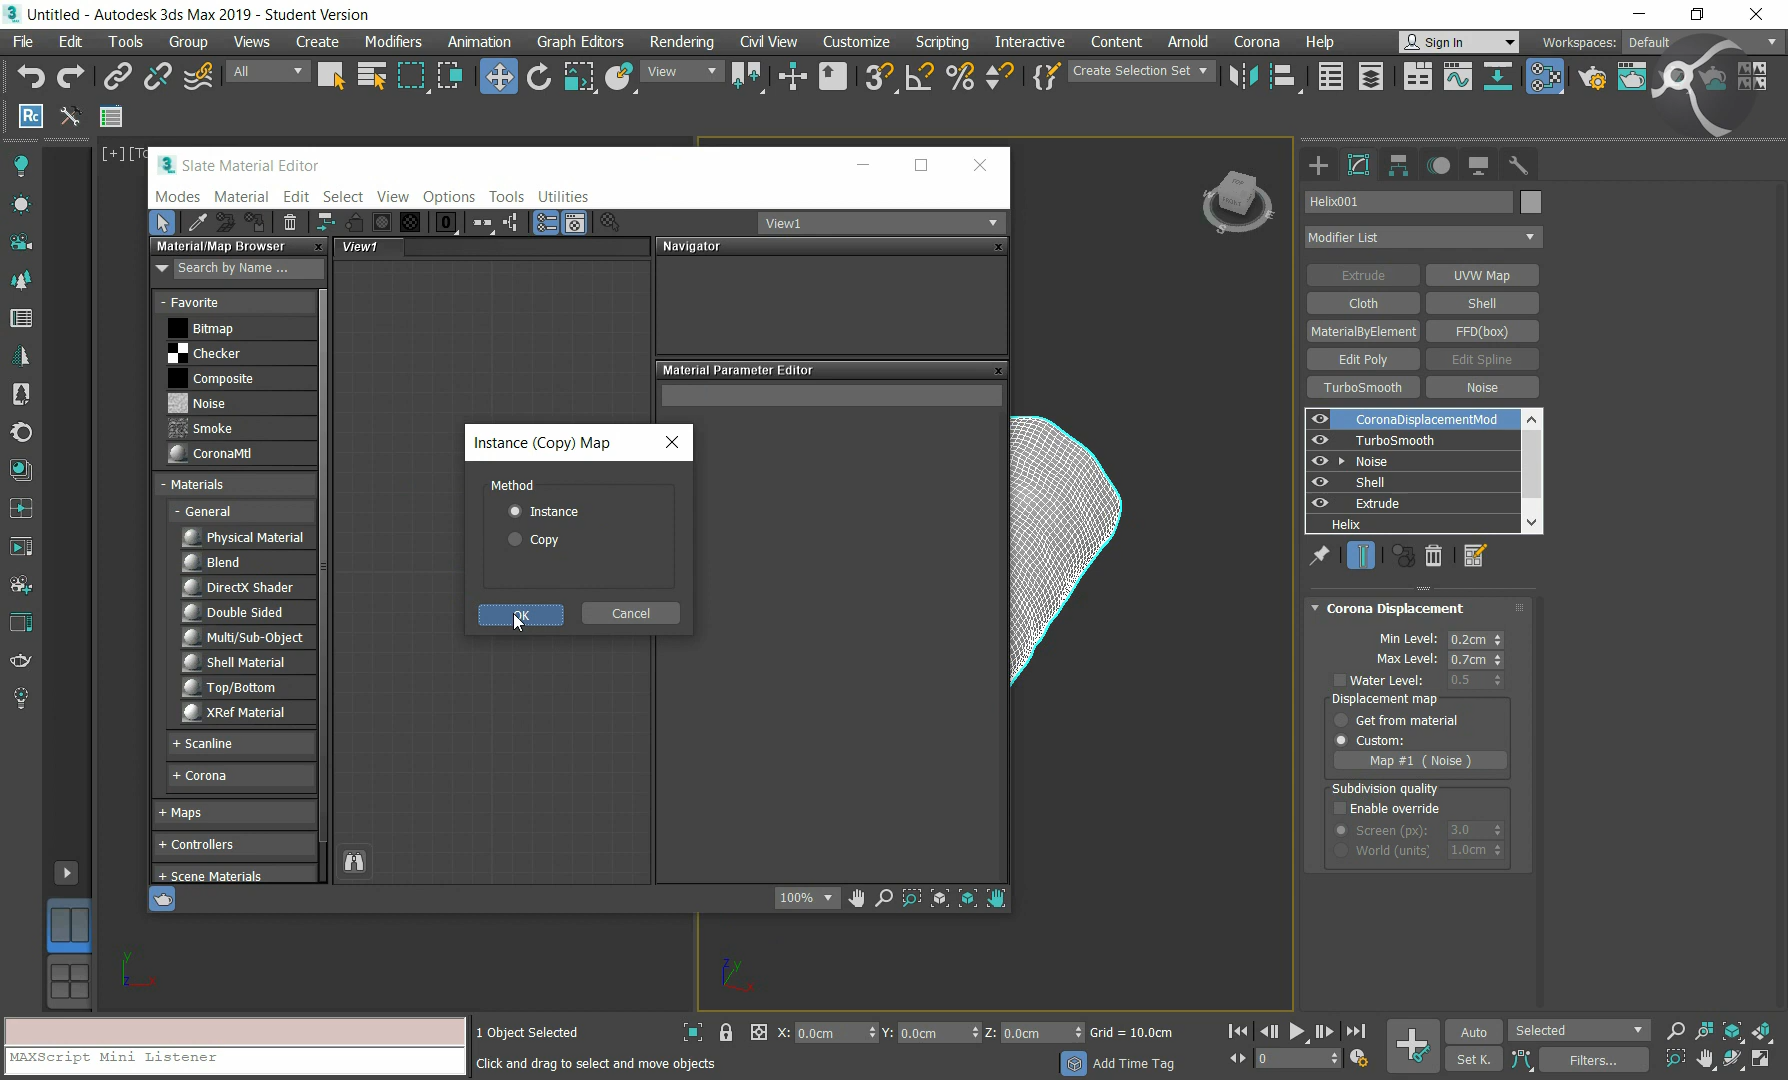 Untitled - Autodesk 3ds Max 2019 - Student Version
File Edit Tools Group Views Create Modifiers Animation Graph Editors Rendering Civil View Customize Scripting Interactive Content Arnold Corona Help
Sign In Workspaces: Default
All View Create Selection Set
Rc
[+][To
Slate Material Editor
Modes Material Edit Select View Options Tools Utilities
0 View1
Material/Map Browser x View1 Navigator x
Search by Name ...
- Favorite
Bitmap
Checker
Composite
Noise
Smoke
CoronaMtl
- Materials
- General
Physical Material
Blend
DirectX Shader
Double Sided
Multi/Sub-Object
Shell Material
Top/Bottom
XRef Material
+ Scanline
+ Corona
+ Maps
+ Controllers
+ Scene Materials
Material Parameter Editor x
Instance (Copy) Map
Method
Instance
Copy
OK Cancel
100%
TOP
FRONT
W E S
Helix001
Modifier List
Extrude UVW Map
Cloth Shell
MaterialByElement FFD(box)
Edit Poly Edit Spline
TurboSmooth Noise
CoronaDisplacementMod
TurboSmooth
Noise
Shell
Extrude
Helix
Corona Displacement
Min Level: 0.2cm
Max Level: 0.7cm
Water Level: 0.5
Displacement map
Get from material
Custom:
Map #1 ( Noise )
Subdivision quality
Enable override
Screen (px): 3.0
World (units) 1.0cm
y z x
z y x
1 Object Selected X: 0.0cm Y: 0.0cm Z: 0.0cm Grid = 10.0cm Auto Selected
MAXScript Mini Listener Click and drag to select and move objects Add Time Tag 0 Set K. Filters...